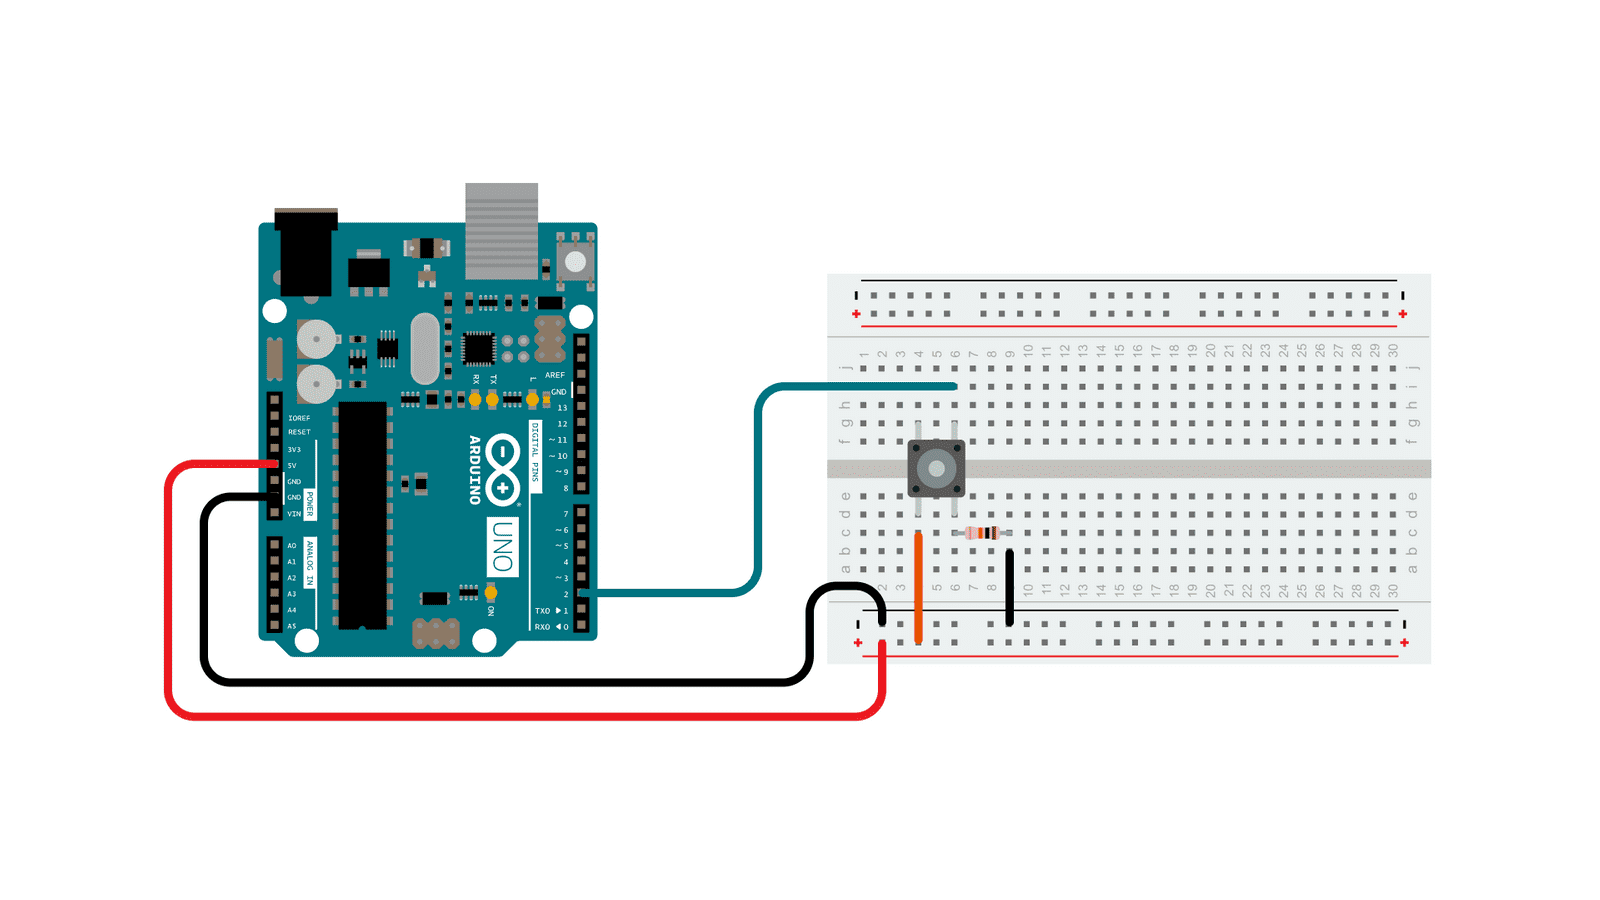 - -
+ +
1 2 3 4 5 6 7 8 9 10 11 12 13 14 15 16 17 18 19 20 21 22 23 24 25 26 27 28 29 30
j j
i i
h h
g g
f f
e e
d d
c c
b b
a a
2 3 4 5 6 7 8 10 11 12 13 14 15 16 17 18 19 20 21 22 23 24 25 26 27 28 29 30
- -
+ +
RX
TX
L
AREF
GND
13
12
~ 11
~ 10
~ 9
8
7
~ 6
~ 5
4
~ 3
2
TX0 ▶ 1
RX0 ◀ 0
DIGITAL PINS
ARDUINO
UNO
ON
IOREF
RESET
3V3
5V
GND
GND
VIN
POWER
A0
A1
A2
A3
A4
A5
ANALOG IN